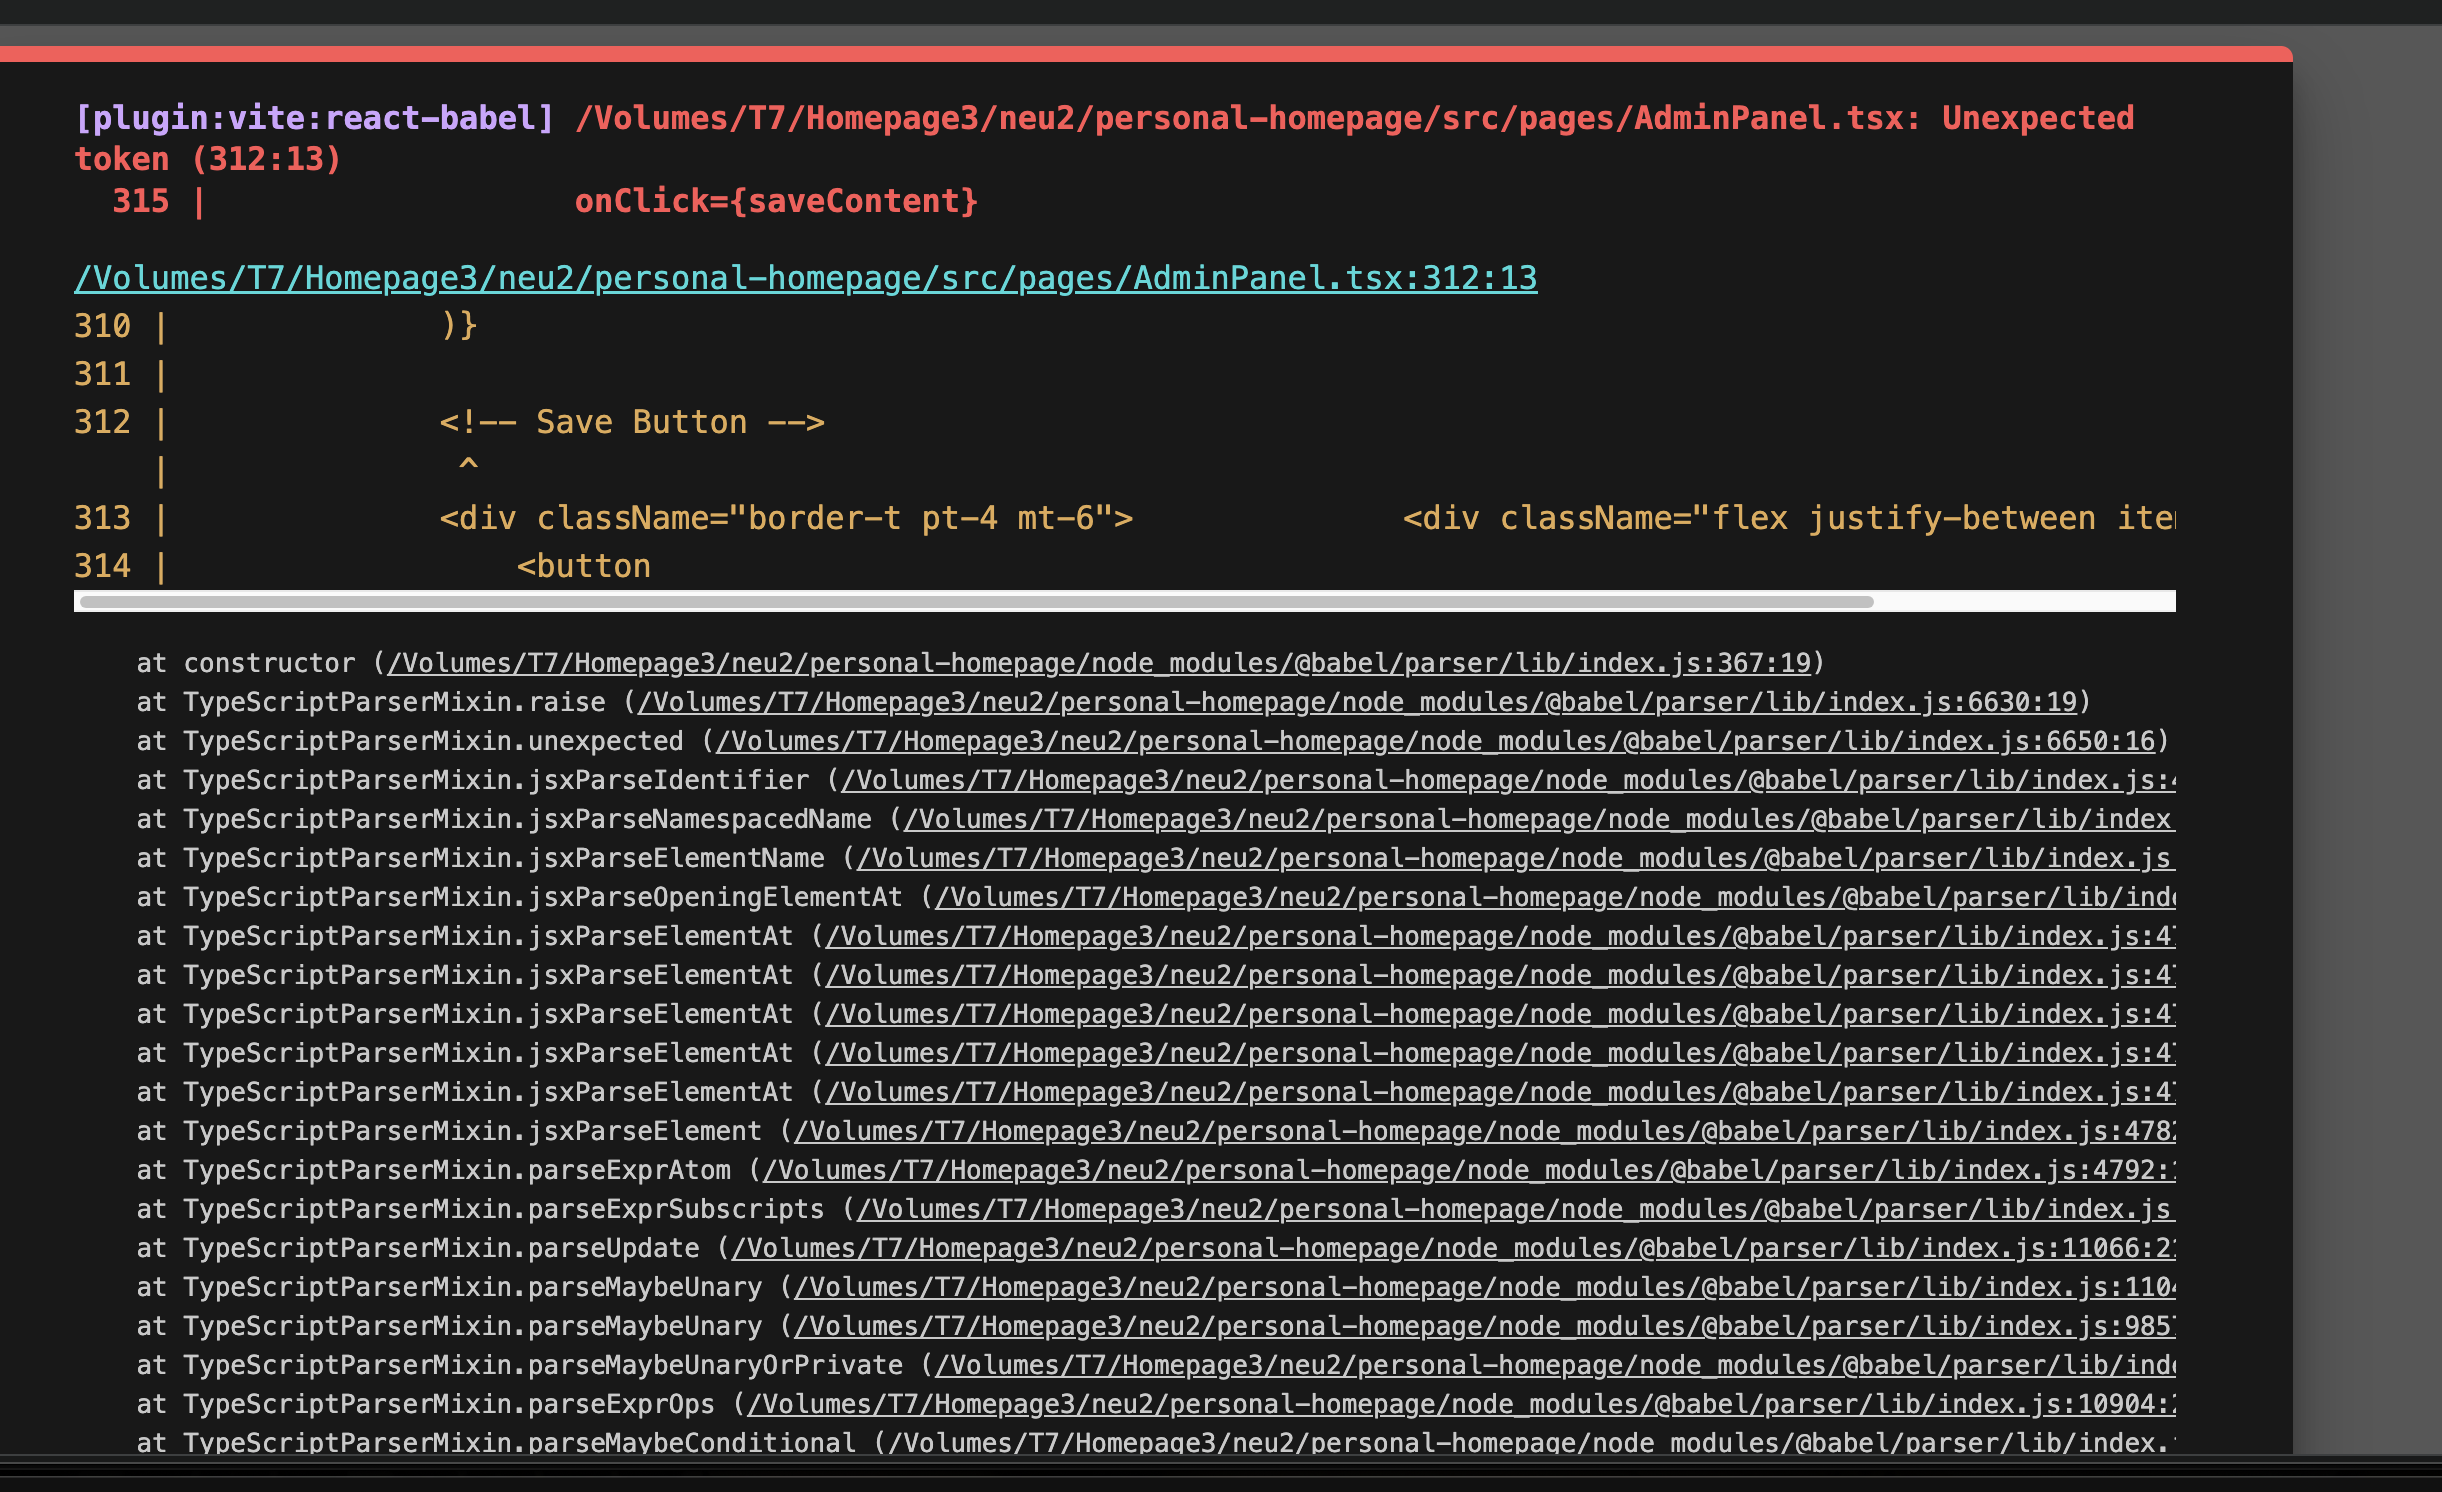 [plugin:vite:react-babel] /Volumes/T7/Homepage3/neu2/personal-homepage/src/pages/AdminPanel.tsx: Unexpected
token (312:13)
315 | onClick={saveContent}
/Volumes/T7/Homepage3/neu2/personal-homepage/src/pages/AdminPanel.tsx:312:13
310 | )}
311 |
312 | <!-- Save Button -->
| ^
313 | <div className="border-t pt-4 mt-6"> <div className="flex justify-between
314 | <button
at constructor (/Volumes/T7/Homepage3/neu2/personal-homepage/node_modules/@babel/parser/lib/index.js:367:19)
at TypeScriptParserMixin.raise (/Volumes/T7/Homepage3/neu2/personal-homepage/node_modules/@babel/parser/lib/index.js:6630:19)
at TypeScriptParserMixin.unexpected (/Volumes/T7/Homepage3/neu2/personal-homepage/node_modules/@babel/parser/lib/index.js:6650:16)
at TypeScriptParserMixin.jsxParseIdentifier (/Volumes/T7/Homepage3/neu2/personal-homepage/node_modules/@babel/parser/lib/index.js:
at TypeScriptParserMixin.jsxParseNamespacedName (/Volumes/T7/Homepage3/neu2/personal-homepage/node_modules/@babel/parser/lib/index
at TypeScriptParserMixin.jsxParseElementName (/Volumes/T7/Homepage3/neu2/personal-homepage/node_modules/@babel/parser/lib/index.js
at TypeScriptParserMixin.jsxParseOpeningElementAt (/Volumes/T7/Homepage3/neu2/personal-homepage/node_modules/@babel/parser/lib/ind
at TypeScriptParserMixin.jsxParseElementAt (/Volumes/T7/Homepage3/neu2/personal-homepage/node_modules/@babel/parser/lib/index.js:4
at TypeScriptParserMixin.jsxParseElementAt (/Volumes/T7/Homepage3/neu2/personal-homepage/node_modules/@babel/parser/lib/index.js:4
at TypeScriptParserMixin.jsxParseElementAt (/Volumes/T7/Homepage3/neu2/personal-homepage/node_modules/@babel/parser/lib/index.js:4
at TypeScriptParserMixin.jsxParseElementAt (/Volumes/T7/Homepage3/neu2/personal-homepage/node_modules/@babel/parser/lib/index.js:4
at TypeScriptParserMixin.jsxParseElementAt (/Volumes/T7/Homepage3/neu2/personal-homepage/node_modules/@babel/parser/lib/index.js:4
at TypeScriptParserMixin.jsxParseElement (/Volumes/T7/Homepage3/neu2/personal-homepage/node_modules/@babel/parser/lib/index.js:478
at TypeScriptParserMixin.parseExprAtom (/Volumes/T7/Homepage3/neu2/personal-homepage/node_modules/@babel/parser/lib/index.js:4792:
at TypeScriptParserMixin.parseExprSubscripts (/Volumes/T7/Homepage3/neu2/personal-homepage/node_modules/@babel/parser/lib/index.js
at TypeScriptParserMixin.parseUpdate (/Volumes/T7/Homepage3/neu2/personal-homepage/node_modules/@babel/parser/lib/index.js:11066:2
at TypeScriptParserMixin.parseMaybeUnary (/Volumes/T7/Homepage3/neu2/personal-homepage/node_modules/@babel/parser/lib/index.js:110
at TypeScriptParserMixin.parseMaybeUnary (/Volumes/T7/Homepage3/neu2/personal-homepage/node_modules/@babel/parser/lib/index.js:985
at TypeScriptParserMixin.parseMaybeUnaryOrPrivate (/Volumes/T7/Homepage3/neu2/personal-homepage/node_modules/@babel/parser/lib/ind
at TypeScriptParserMixin.parseExprOps (/Volumes/T7/Homepage3/neu2/personal-homepage/node_modules/@babel/parser/lib/index.js:10904:
at TypeScriptParserMixin.parseMaybeConditional (/Volumes/T7/Homepage3/neu2/personal-homepage/node_modules/@babel/parser/lib/index.